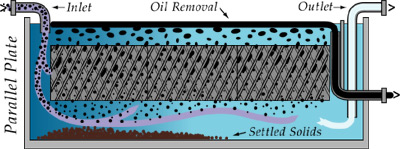 Inlet
Oil Removal
Outlet
Parallel Plate
Settled Solids